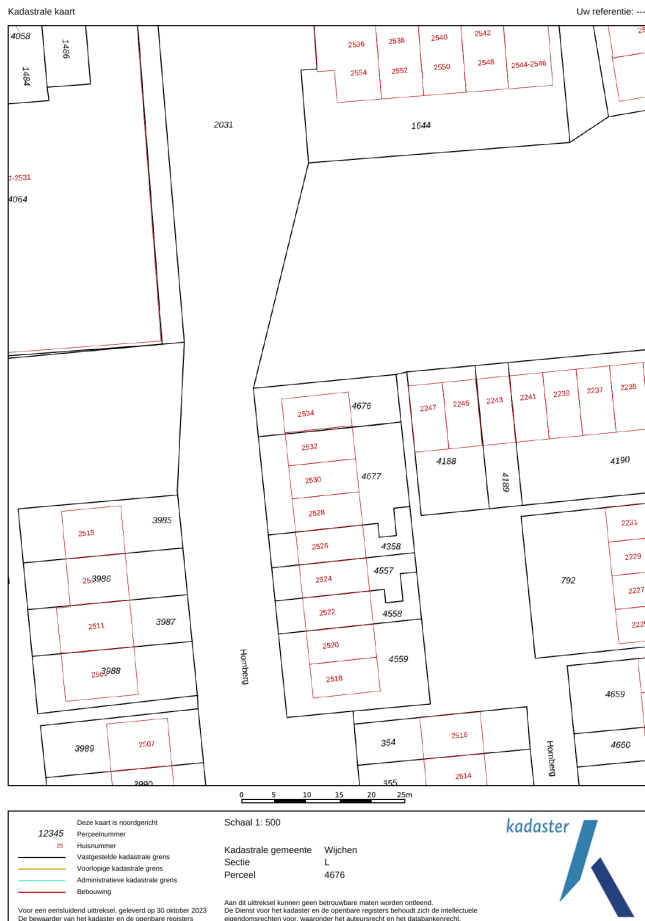 Kadastrale kaart Uw referentie: ---
4058
1486
1484
2536
2538
2540
2542
2554
2552
2550
2548
2544-2546
2031
1644
4064
2534
4676
2532
2530
4677
2528
2526
4358
2524
4557
2522
4558
2520
4559
2518
2247
2245
2243
2241
2239
2237
2235
4188
4189
4190
3985
2515
3986
2511
3987
3988
3989
2507
3990
Homberg
792
2231
2229
2227
354
2516
355
2514
Homberg
4659
4660
0 5 10 15 20 25m
Deze kaart is noordgericht
12345 Perceelnummer
25 Huisnummer
Vastgestelde kadastrale grens
Voorlopige kadastrale grens
Administratieve kadastrale grens
Bebouwing
Voor een eensluidend uittreksel, geleverd op 30 oktober 2023
De bewaarder van het kadaster en de openbare registers
Schaal 1: 500
Kadastrale gemeente Wijchen
Sectie L
Perceel 4676
Aan dit uittreksel kunnen geen betrouwbare maten worden ontleend.
De Dienst voor het kadaster en de openbare registers behoudt zich de intellectuele
eigendomsrechten voor, waaronder het auteursrecht en het databankenrecht.
kadaster